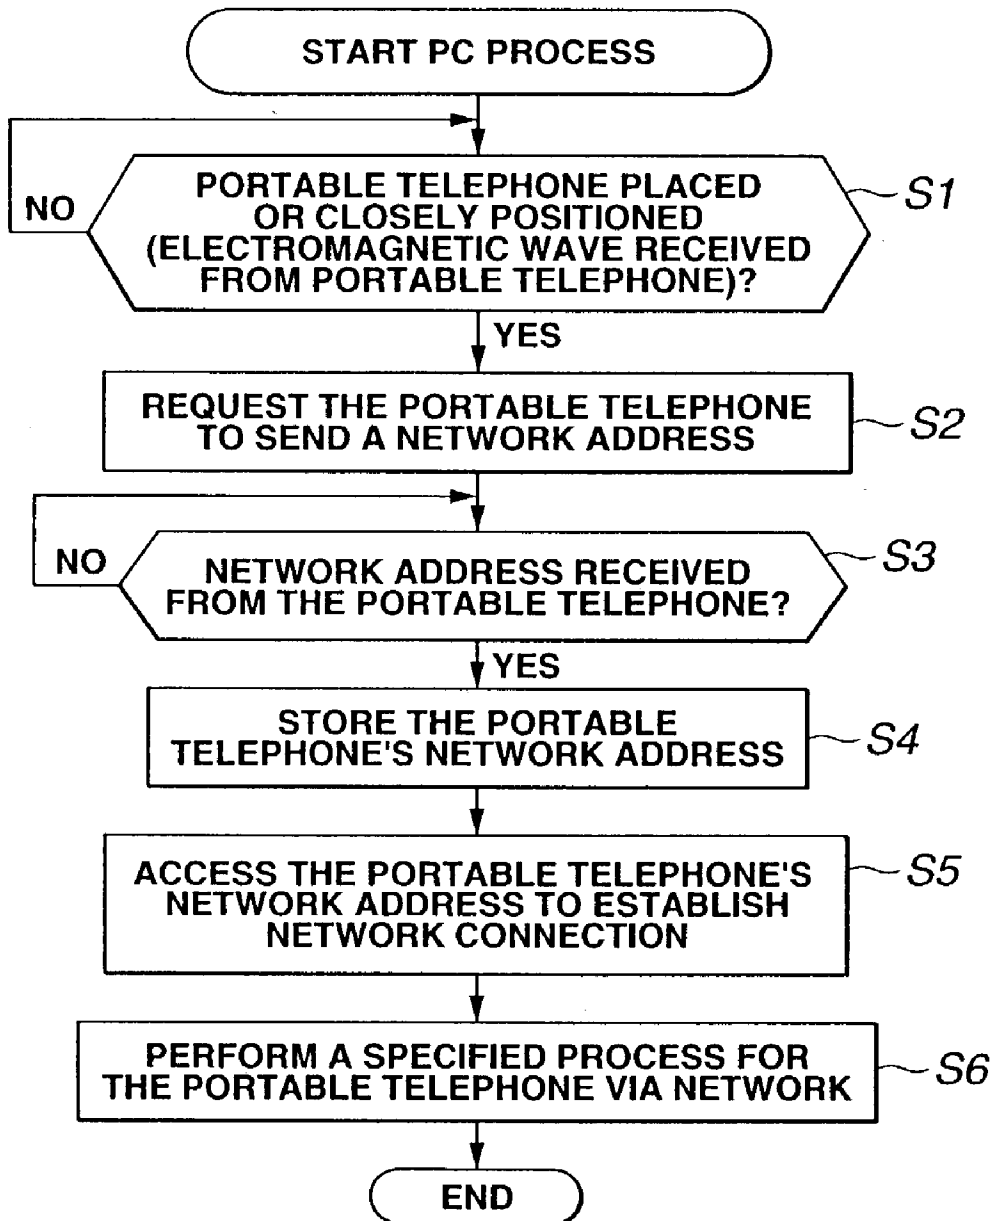 START PC PROCESS
NO
PORTABLE TELEPHONE PLACED
OR CLOSELY POSITIONED
(ELECTROMAGNETIC WAVE RECEIVED
FROM PORTABLE TELEPHONE)?
S1
YES
REQUEST THE PORTABLE TELEPHONE
TO SEND A NETWORK ADDRESS
S2
NO
NETWORK ADDRESS RECEIVED
FROM THE PORTABLE TELEPHONE?
S3
YES
STORE THE PORTABLE
TELEPHONE'S NETWORK ADDRESS
S4
ACCESS THE PORTABLE TELEPHONE'S
NETWORK ADDRESS TO ESTABLISH
NETWORK CONNECTION
S5
PERFORM A SPECIFIED PROCESS FOR
THE PORTABLE TELEPHONE VIA NETWORK
S6
END